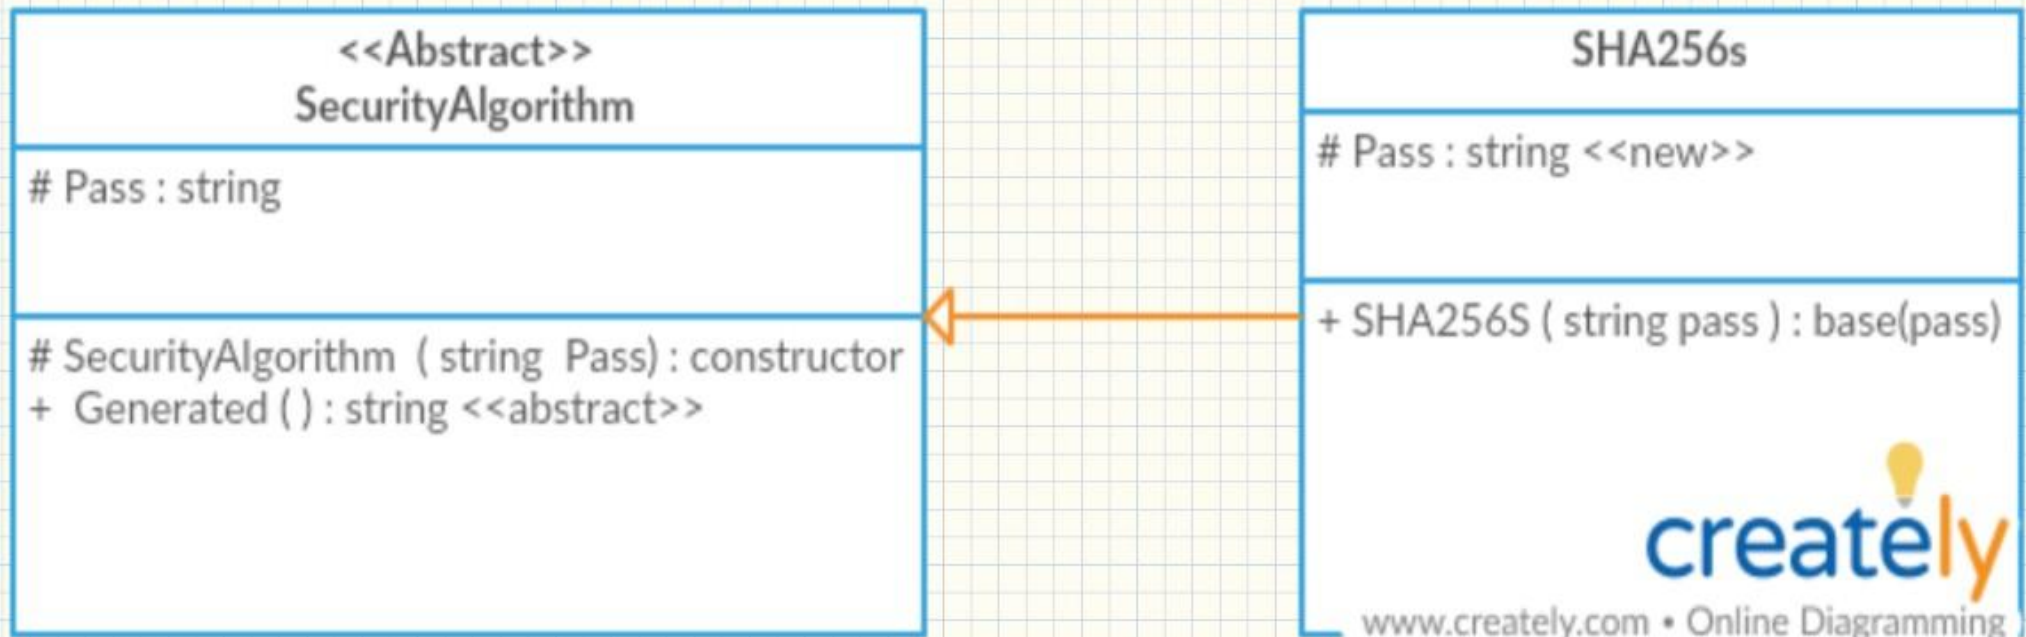 <<Abstract>>
SecurityAlgorithm
# Pass : string
# SecurityAlgorithm ( string Pass) : constructor
+ Generated ( ) : string <<abstract>>
SHA256s
# Pass : string <<new>>
+ SHA256S ( string pass ) : base(pass)
creately
www.creately.com • Online Diagramming